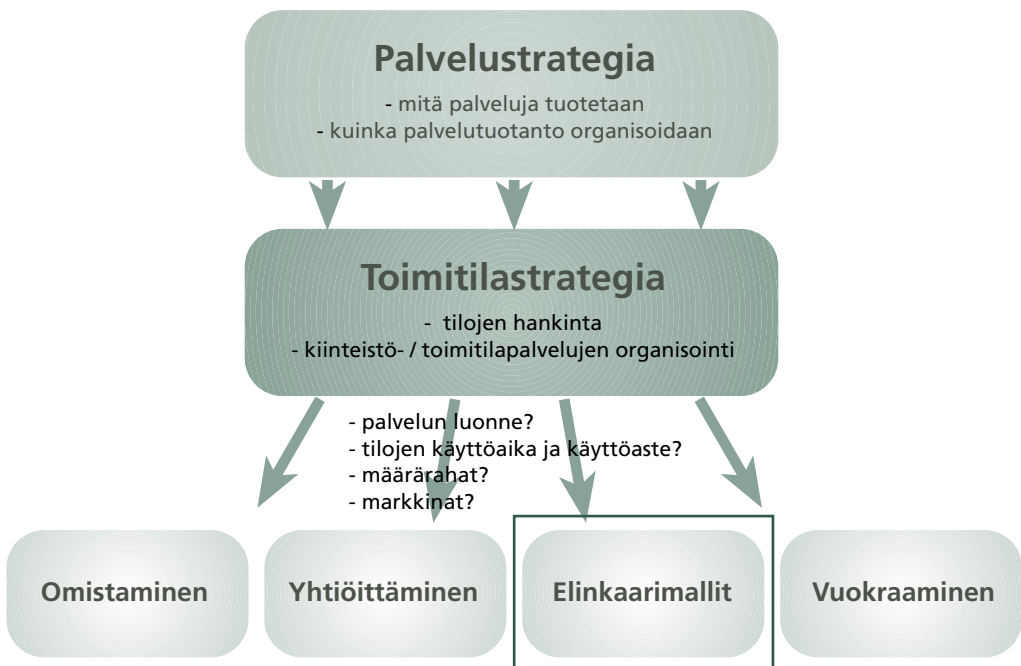 Palvelustrategia
- mitä palveluja tuotetaan
- kuinka palvelutuotanto organisoidaan
Toimitilastrategia
- tilojen hankinta
- kiinteistö- / toimitilapalvelujen organisointi
- palvelun luonne?
- tilojen käyttöaika ja käyttöaste?
- määrärahat?
- markkinat?
Omistaminen
Yhtiöittäminen
Elinkaarimallit
Vuokraaminen